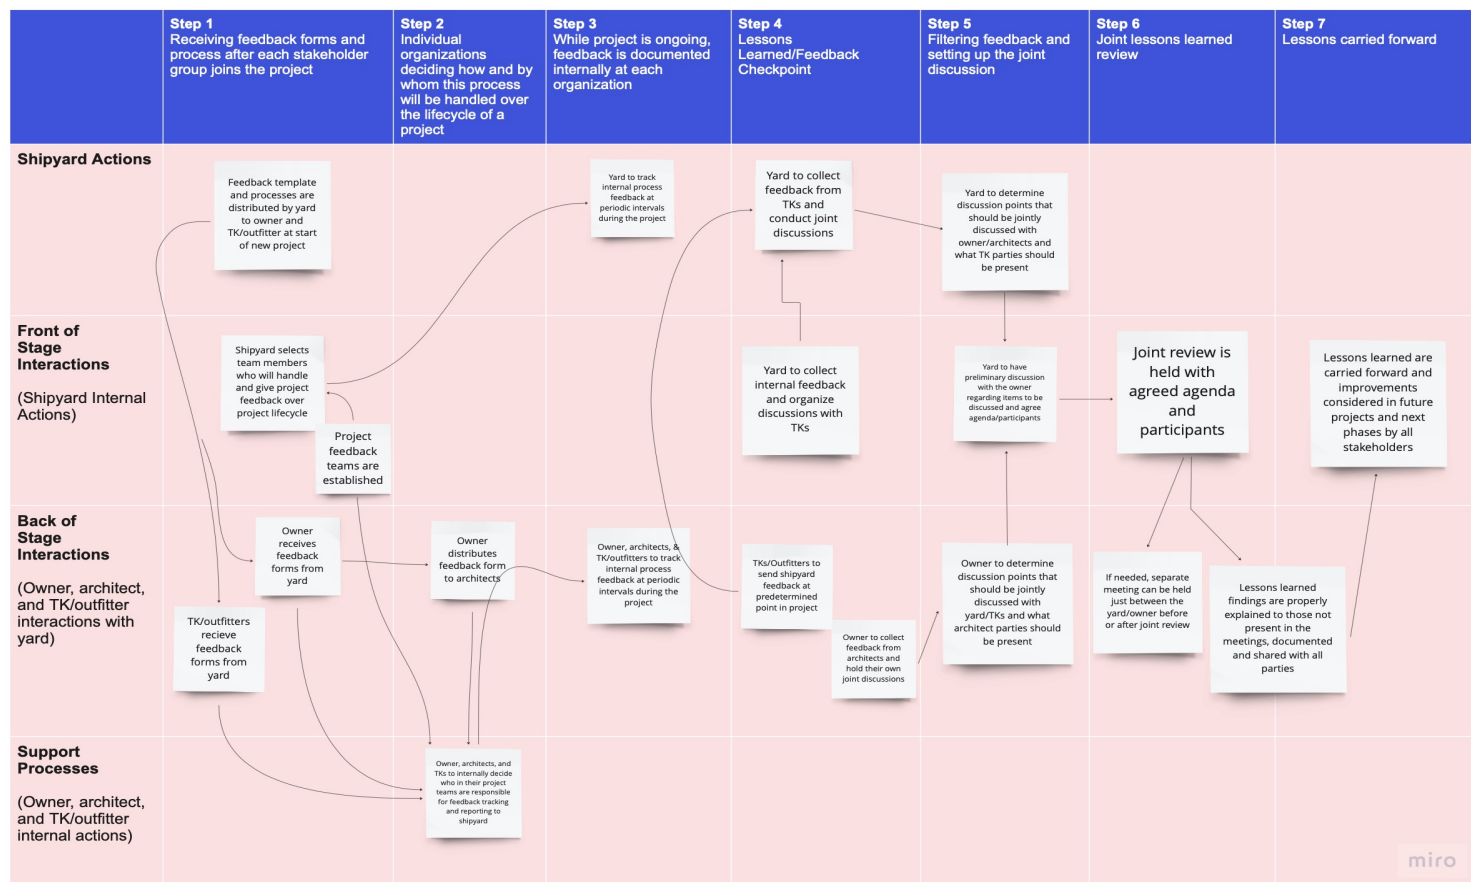 Step 1
Receiving feedback forms and
process after each stakeholder
group joins the project
Step 2
Individual
organizations
deciding how and by
whom this process
will be handled over
the lifecycle of a
project
Step 3
While project is ongoing,
feedback is documented
internally at each
organization
Step 4
Lessons
Learned/Feedback
Checkpoint
Step 5
Filtering feedback and
setting up the joint
discussion
Step 6
Joint lessons learned
review
Step 7
Lessons carried forward
Shipyard Actions
Feedback template
and processes are
distributed by yard
to owner and
TK/outfitter at start
of new project
Yard to track
internal process
feedback at
periodic intervals
during the project
Yard to collect
feedback from
TKs and
conduct joint
discussions
Yard to determine
discussion points that
should be jointly
discussed with
owner/architects and
what TK parties should
be present
Front of
Stage
Interactions
(Shipyard Internal
Actions)
Shipyard selects
team members
who will handle
and give project
feedback over
project lifecycle
Project
feedback
teams are
established
Yard to collect
internal feedback
and organize
discussions with
TKs
Yard to have
preliminary discussion
with the owner
regarding items to be
discussed and agree
agenda/participants
Joint review is
held with
agreed agenda
and
participants
Lessons learned are
carried forward and
improvements
considered in future
projects and next
phases by all
stakeholders
Back of
Stage
Interactions
(Owner, architect,
and TK/outfitter
interactions with
yard)
Owner
receives
feedback
forms from
yard
TK/outfitters
recieve
feedback
forms from
yard
Owner
distributes
feedback form
to architects
Owner, architects, &
TK/outfitters to track
internal process
feedback at periodic
intervals during the
project
TKs/Outfitters to
send shipyard
feedback at
predetermined
point in project
Owner to collect
feedback from
architects and
hold their own
joint discussions
Owner to determine
discussion points that
should be jointly
discussed with
yard/TKs and what
architect parties should
be present
If needed, separate
meeting can be held
just between the
yard/owner before
or after joint review
Lessons learned
findings are properly
explained to those not
present in the
meetings, documented
and shared with all
parties
Support
Processes
(Owner, architect,
and TK/outfitter
internal actions)
Owner, architects, and
TKs to internally decide
who in their project
teams are responsible
for feedback tracking
and reporting to
shipyard
miro